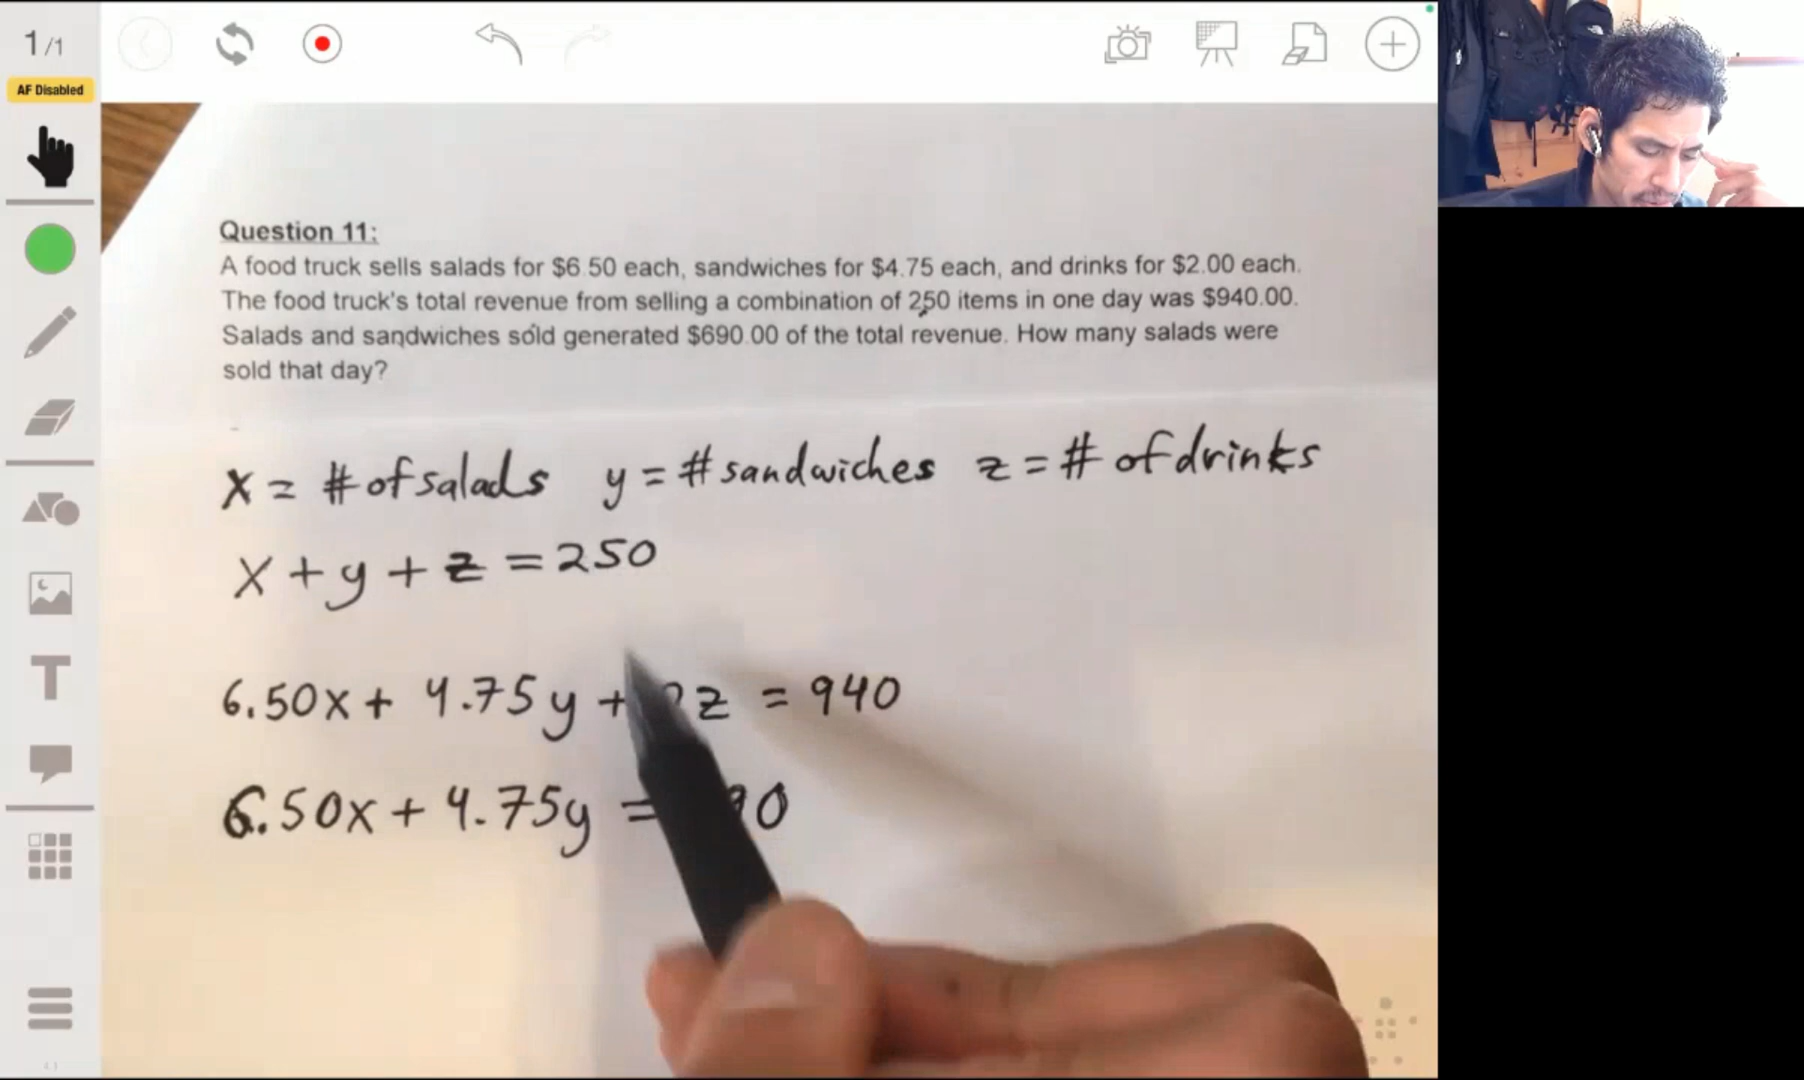 1/1
AF Disabled
Question 11:
A food truck sells salads for $6.50 each, sandwiches for $4.75 each, and drinks for $2.00 each.
The food truck's total revenue from selling a combination of 250 items in one day was $940.00.
Salads and sandwiches sold generated $690.00 of the total revenue. How many salads were
sold that day?
x = # of salads y = # sandwiches z = # of drinks
x + y + z = 250
6.50x + 4.75y + z = 940
6.50x + 4.75y = 90
T